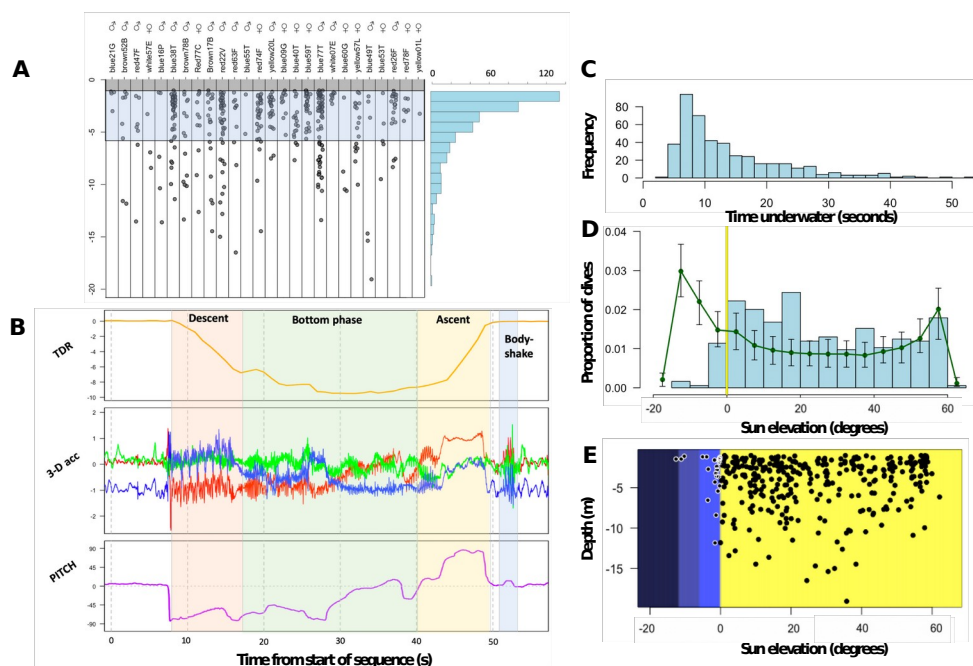 A
♂ ♂ ♀ ♀ ♂ ♂ ♂ ♀ ♂ ♂ ♂ ♂ ♀ ♂ ♀ ♀ ♂ ♂ ♂ ♂ ♀ ♂ ♀ ♂ ♀ ♀
blue21G
brown52B
red47F
white57E
blue16P
blue38T
brown78B
Red77C
Brown17B
red22V
red63F
blue55T
red74F
yellow20L
blue09G
blue40T
blue59T
blue77T
white07E
blue60G
yellow57L
blue49T
blue53T
red26F
red78F
yellow01L
0 60 120
0
-5
-10
-15
-20
B
Descent Bottom phase Ascent Body-
shake
TDR
0
-2
-4
-6
-8
-10
3-D acc
2
1
0
-1
-2
PITCH
90
45
0
-45
-90
0 10 20 30 40 50
Time from start of sequence (s)
C
Frequency
80
60
40
20
0
0 10 20 30 40 50
Time underwater (seconds)
D
Proportion of dives
0.04
0.03
0.02
0.01
0.00
-20 0 20 40 60
Sun elevation (degrees)
E
Depth (m)
-5
-10
-15
-20 0 20 40 60
Sun elevation (degrees)